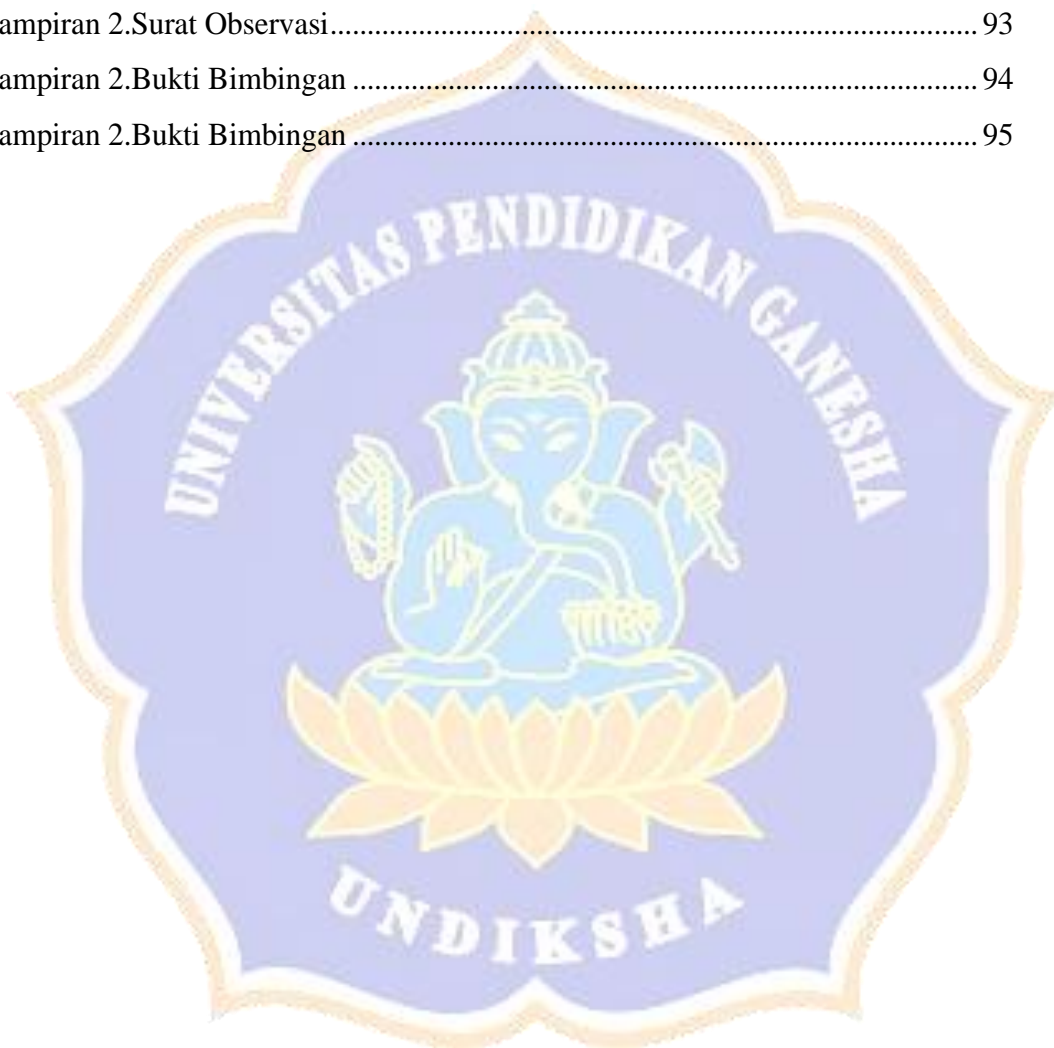 ampiran 2.Surat Observasi.................................................................................. 93
ampiran 2.Bukti Bimbingan ............................................................................... 94
ampiran 2.Bukti Bimbingan ............................................................................... 95
UNIVERSITAS PENDIDIKAN GANESHA
UNDIKSHA